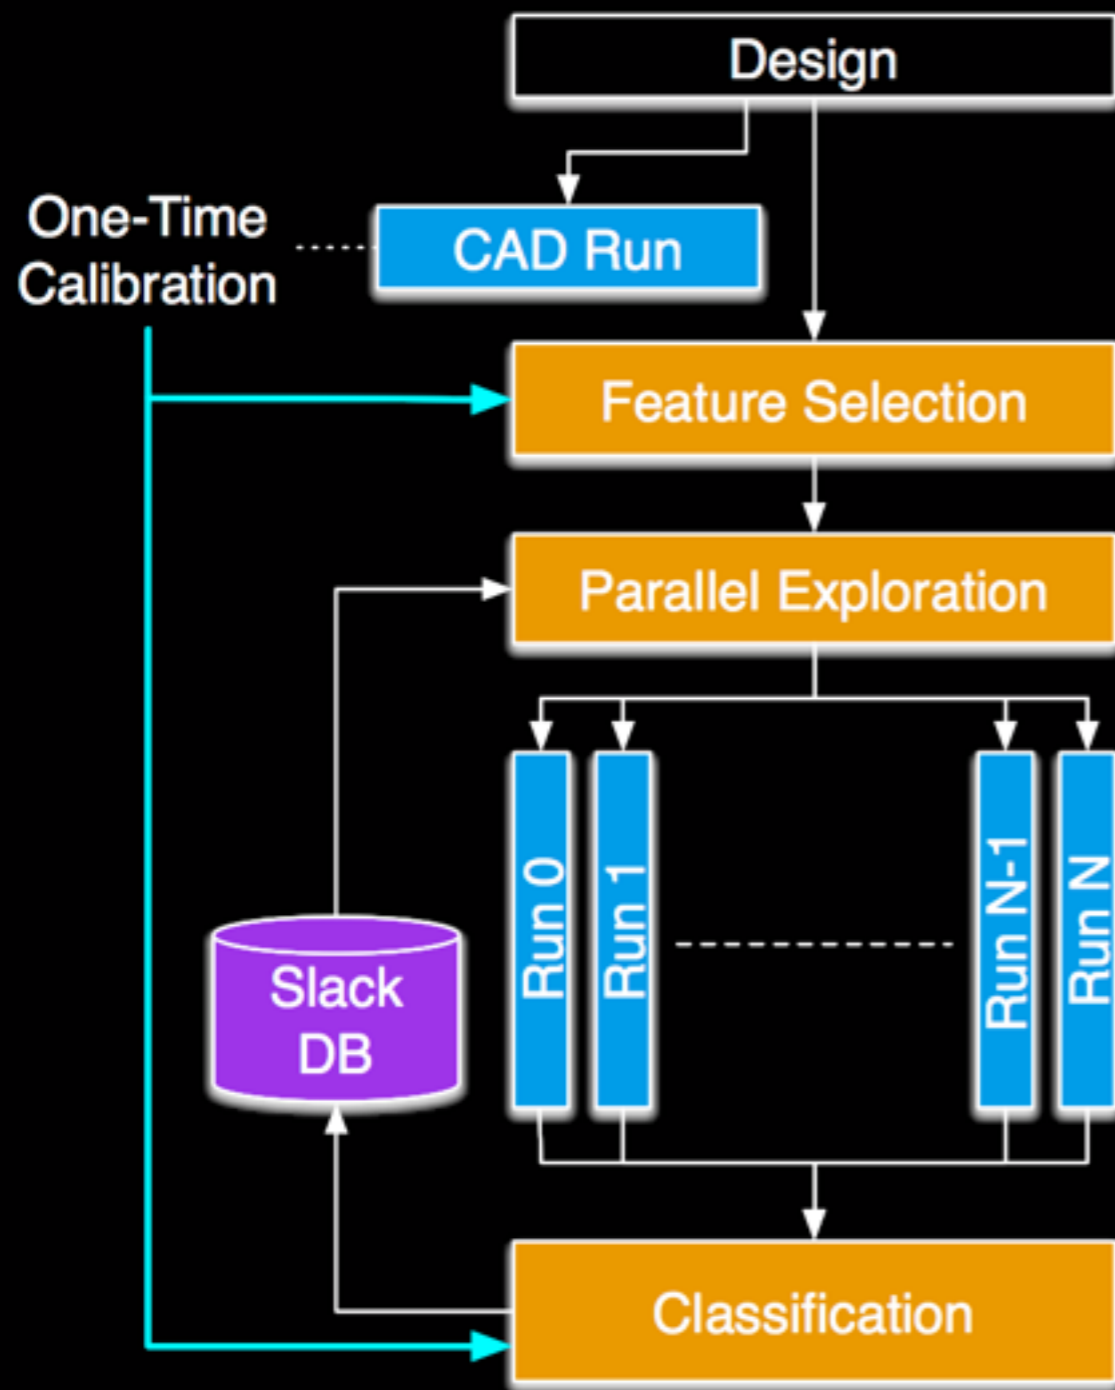 Design
One-Time
Calibration
CAD Run
Feature Selection
Parallel Exploration
Run 0
Run 1
Run N-1
Run N
Slack
DB
Classification